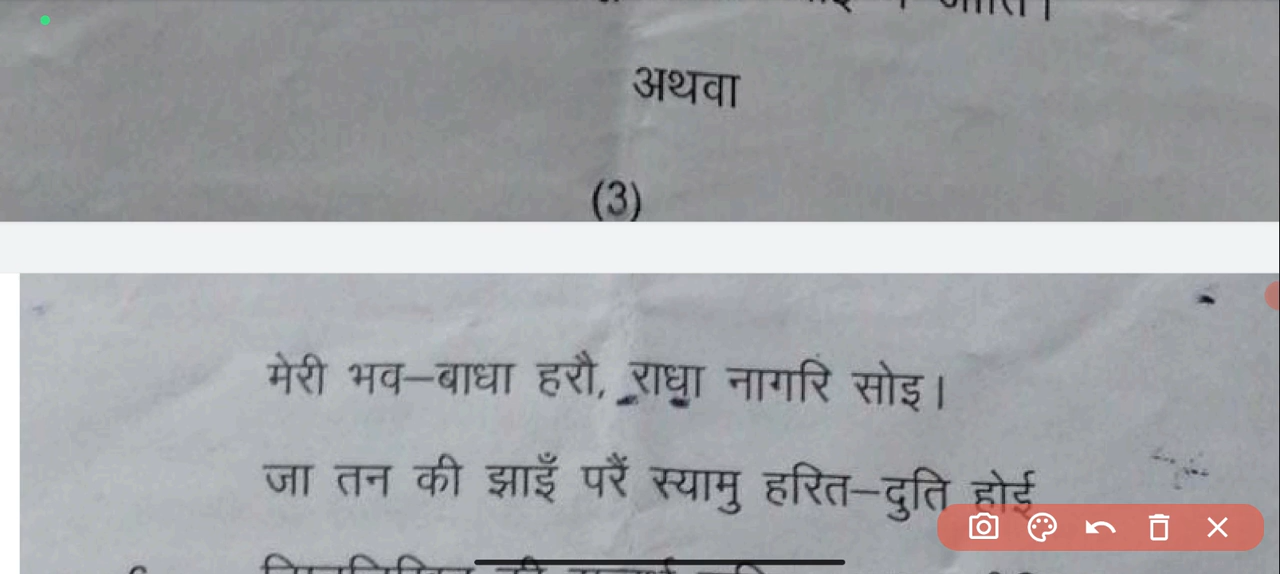 अथवा
(3)
मेरी भव–बाधा हरौ, राधा नागरि सोइ।
जा तन की झाइँ परैं स्यामु हरित–दुति होई